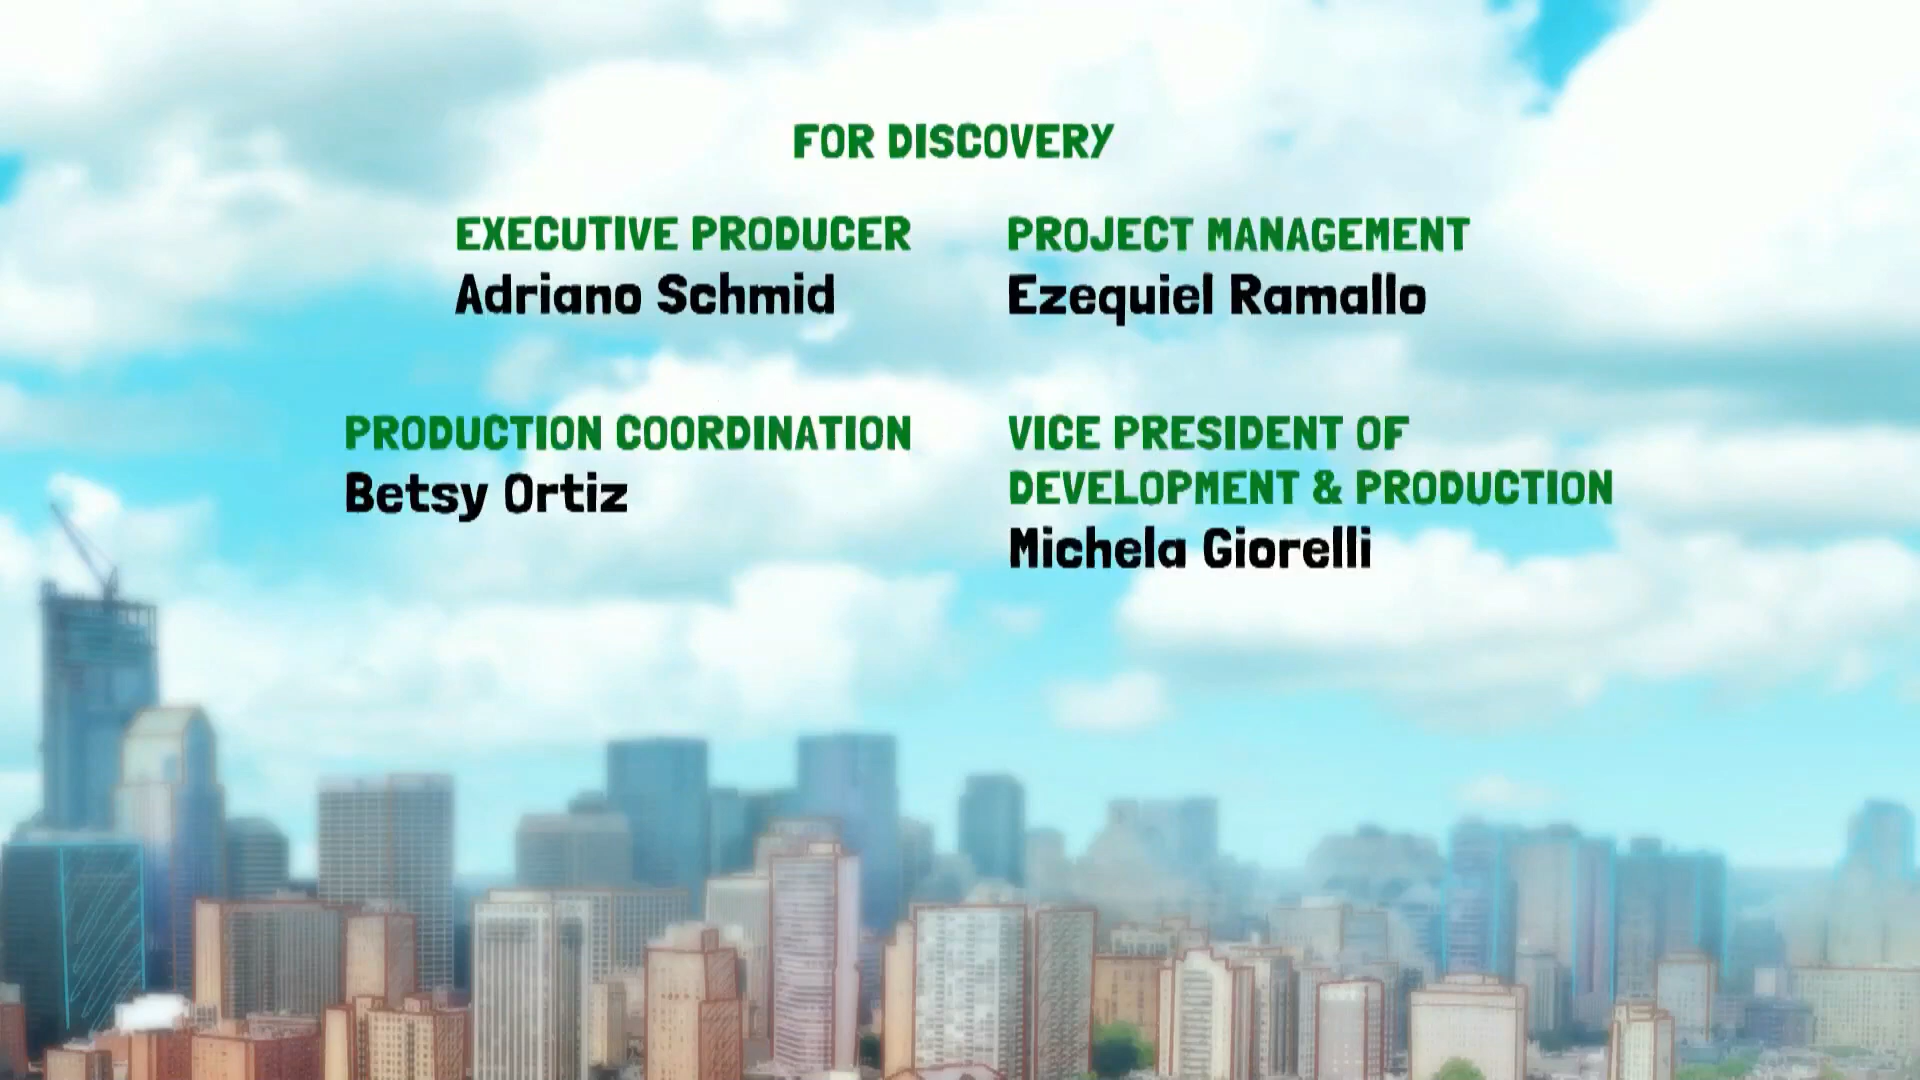 FOR DISCOVERY
EXECUTIVE PRODUCER
Adriano Schmid
PROJECT MANAGEMENT
Ezequiel Ramallo
PRODUCTION COORDINATION
Betsy Ortiz
VICE PRESIDENT OF
DEVELOPMENT & PRODUCTION
Michela Giorelli